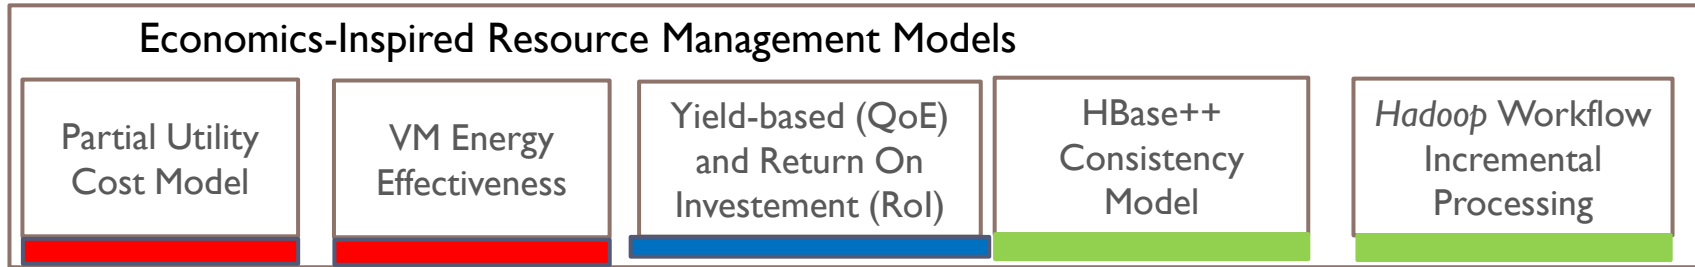 Economics-Inspired Resource Management Models
Partial Utility
Cost Model
VM Energy
Effectiveness
Yield-based (QoE)
and Return On
Investement (RoI)
HBase++
Consistency
Model
Hadoop Workflow
Incremental
Processing